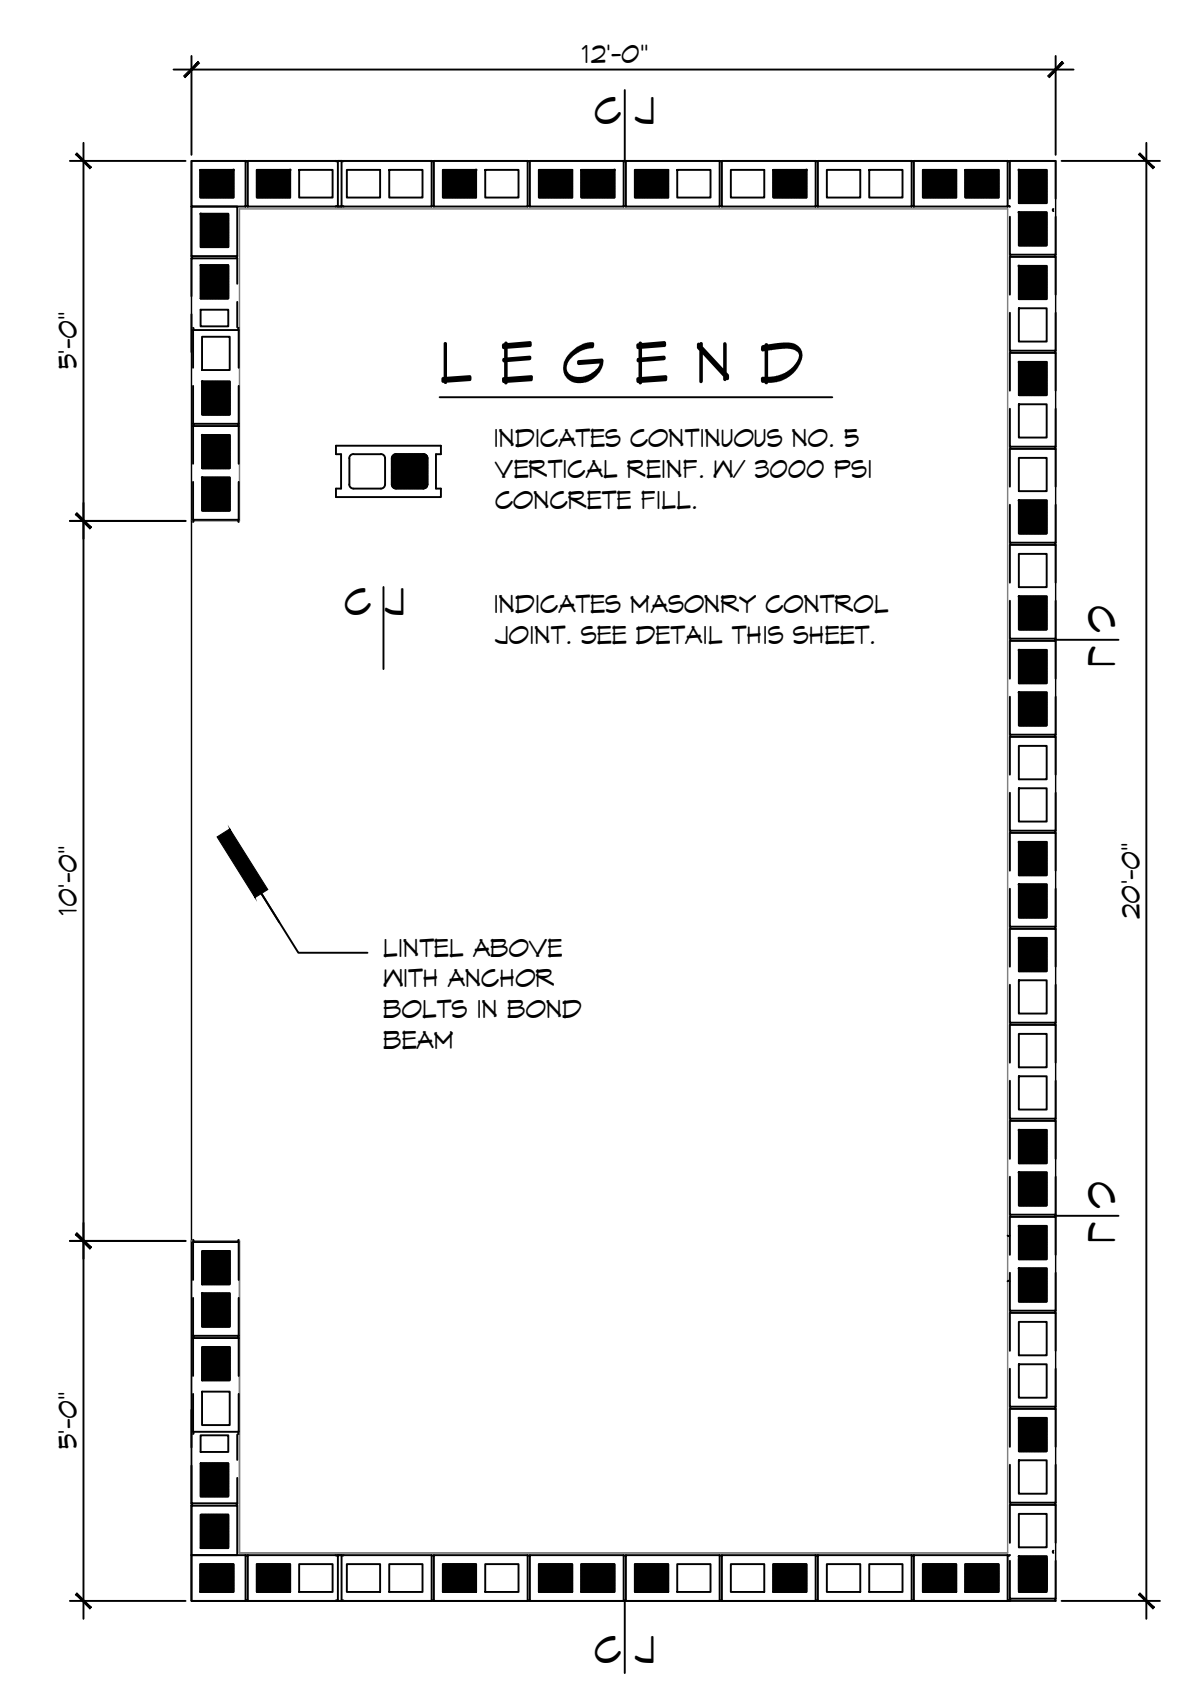 12'-0"
C J
5'-0"
LEGEND
INDICATES CONTINUOUS NO. 5
VERTICAL REINF. W/ 3000 PSI
CONCRETE FILL.
C J
INDICATES MASONRY CONTROL
JOINT. SEE DETAIL THIS SHEET.
C J
10'-0"
20'-0"
LINTEL ABOVE
WITH ANCHOR
BOLTS IN BOND
BEAM
C J
5'-0"
C J